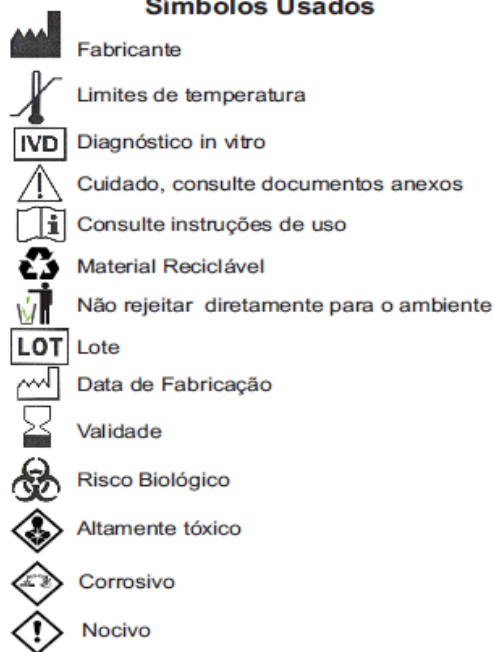 Símbolos Usados
Fabricante
Limites de temperatura
IVD Diagnóstico in vitro
Cuidado, consulte documentos anexos
i Consulte instruções de uso
Material Reciclável
Não rejeitar diretamente para o ambiente
LOT Lote
Data de Fabricação
Validade
Risco Biológico
Altamente tóxico
Corrosivo
Nocivo